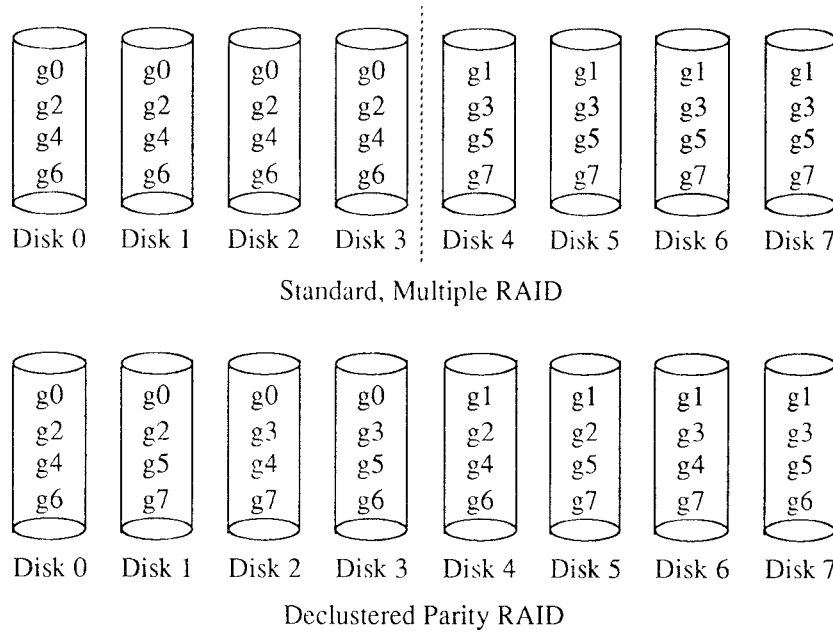 g0 g0 g0 g0 g1 g1 g1 g1
g2 g2 g2 g2 g3 g3 g3 g3
g4 g4 g4 g4 g5 g5 g5 g5
g6 g6 g6 g6 g7 g7 g7 g7
Disk 0 Disk 1 Disk 2 Disk 3 Disk 4 Disk 5 Disk 6 Disk 7
Standard, Multiple RAID
g0 g0 g0 g0 g1 g1 g1 g1
g2 g2 g3 g3 g2 g2 g3 g3
g4 g5 g4 g5 g4 g5 g4 g5
g6 g7 g7 g6 g6 g7 g7 g6
Disk 0 Disk 1 Disk 2 Disk 3 Disk 4 Disk 5 Disk 6 Disk 7
Declustered Parity RAID